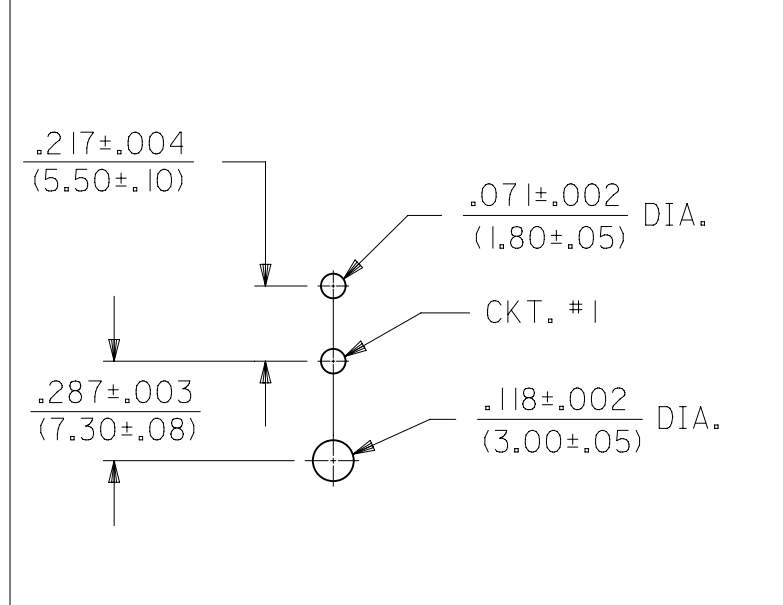 .217±.004
(5.50±.10)
.071±.002 DIA.
(1.80±.05)
CKT. #1
.287±.003
(7.30±.08)
.118±.002 DIA.
(3.00±.05)